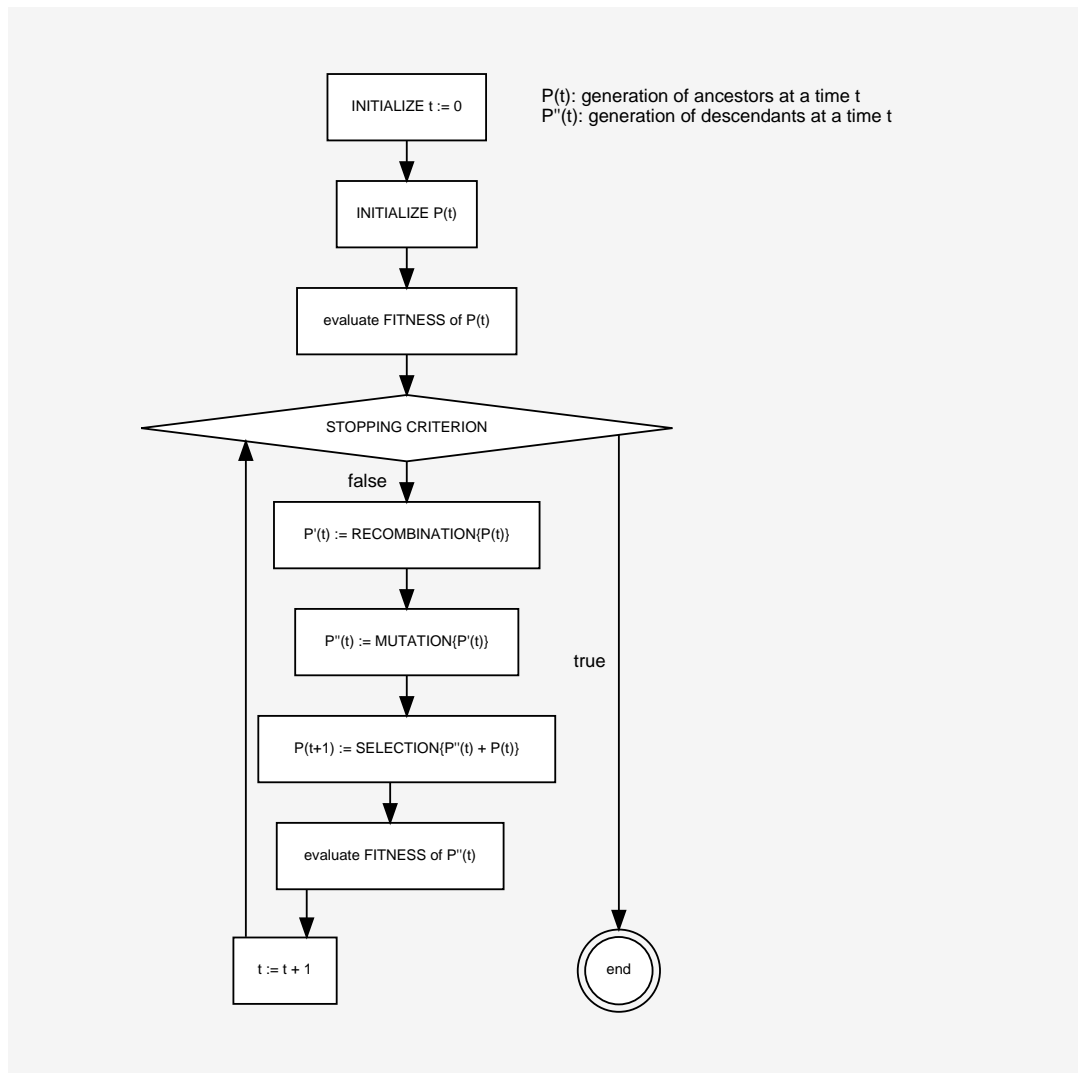 INITIALIZE t := 0
P(t): generation of ancestors at a time t
P"(t): generation of descendants at a time t
INITIALIZE P(t)
evaluate FITNESS of P(t)
STOPPING CRITERION
false
P'(t) := RECOMBINATION{P(t)}
P"(t) := MUTATION{P'(t)}
true
P(t+1) := SELECTION{P"(t) + P(t)}
evaluate FITNESS of P"(t)
t := t + 1
end